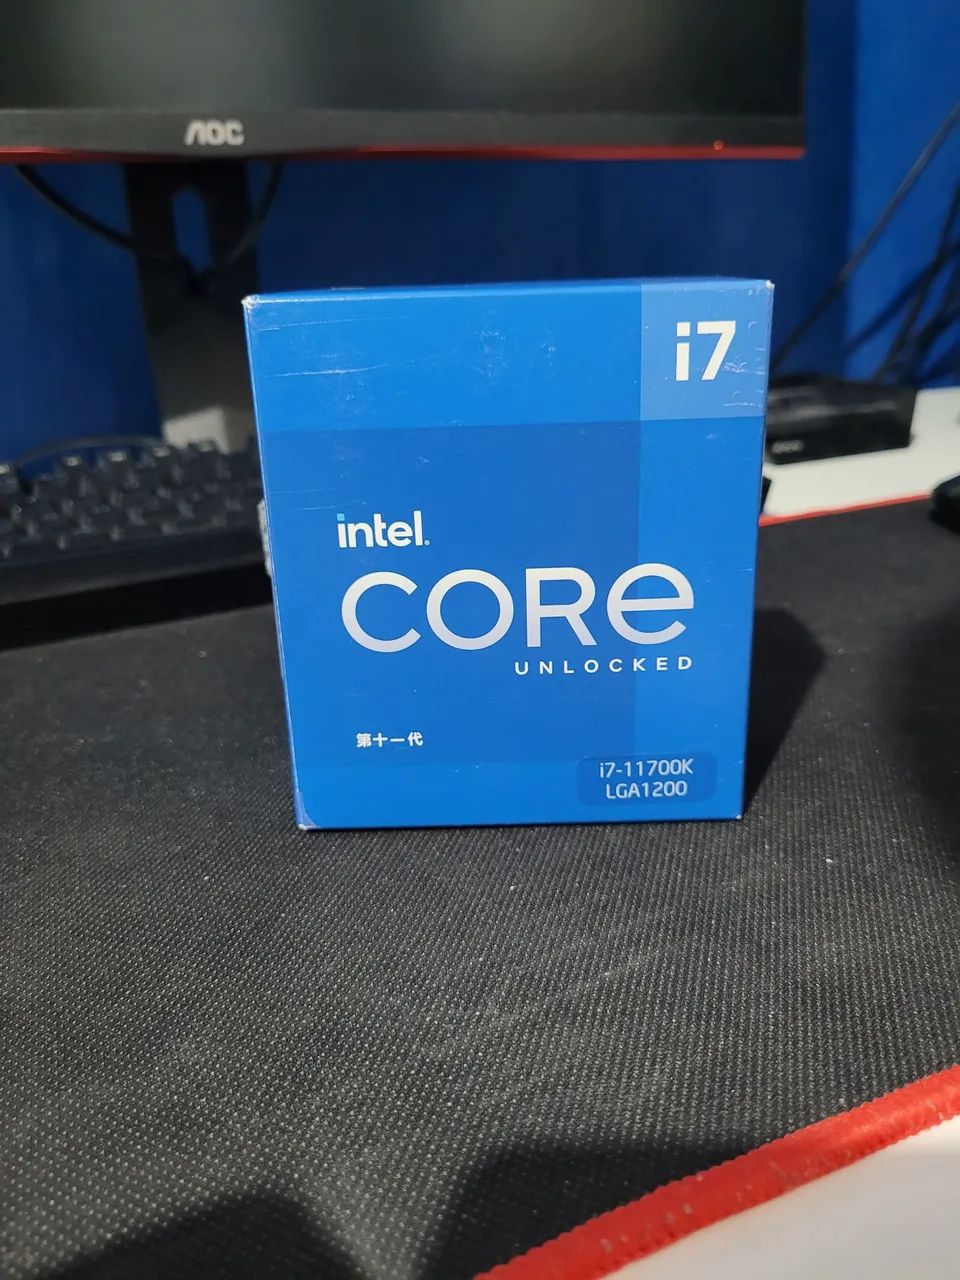 AOC
i7
intel.
CORE
UNLOCKED
第十一代
i7-11700K
LGA1200